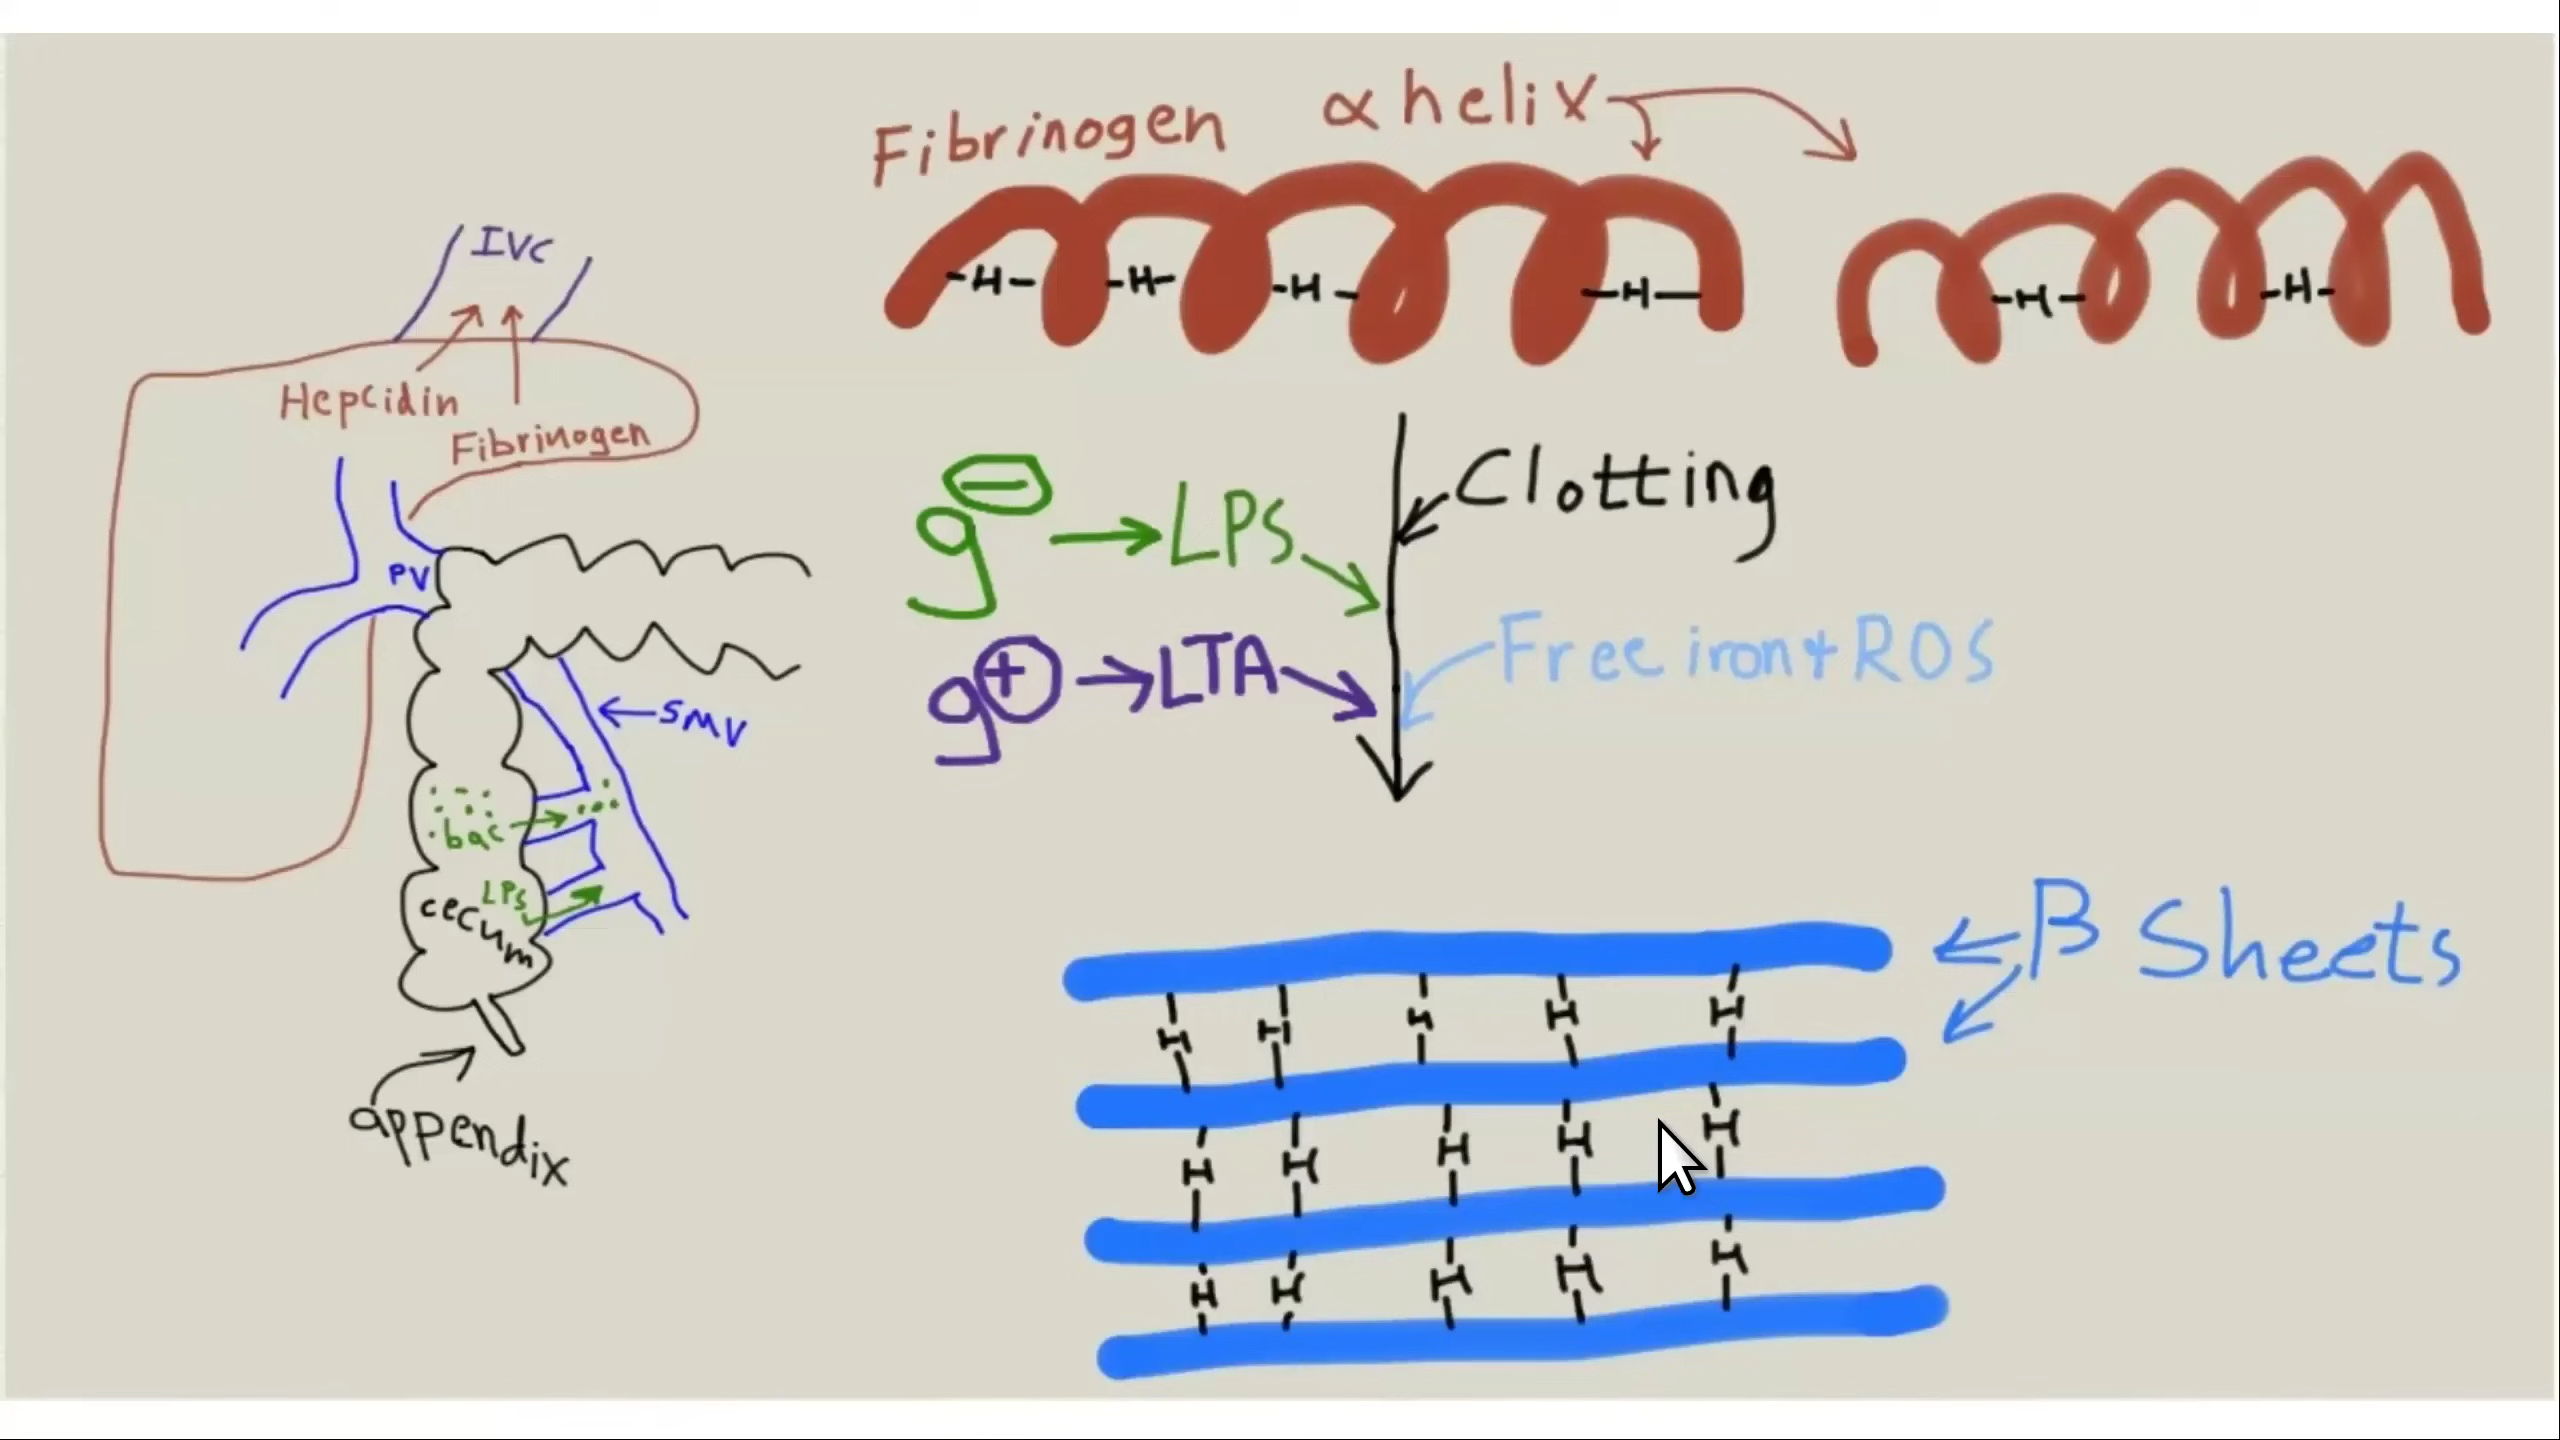 Fibrinogen α helix
-H- -H- -H- -H- -H- -H-
IVC
Hepcidin
Fibrinogen
PV
SMV
bac
LPS
cecum
appendix
Clotting
g - LPS
g + LTA
Free iron + ROS
β Sheets
H H H H H
H H H H H
H H H H H